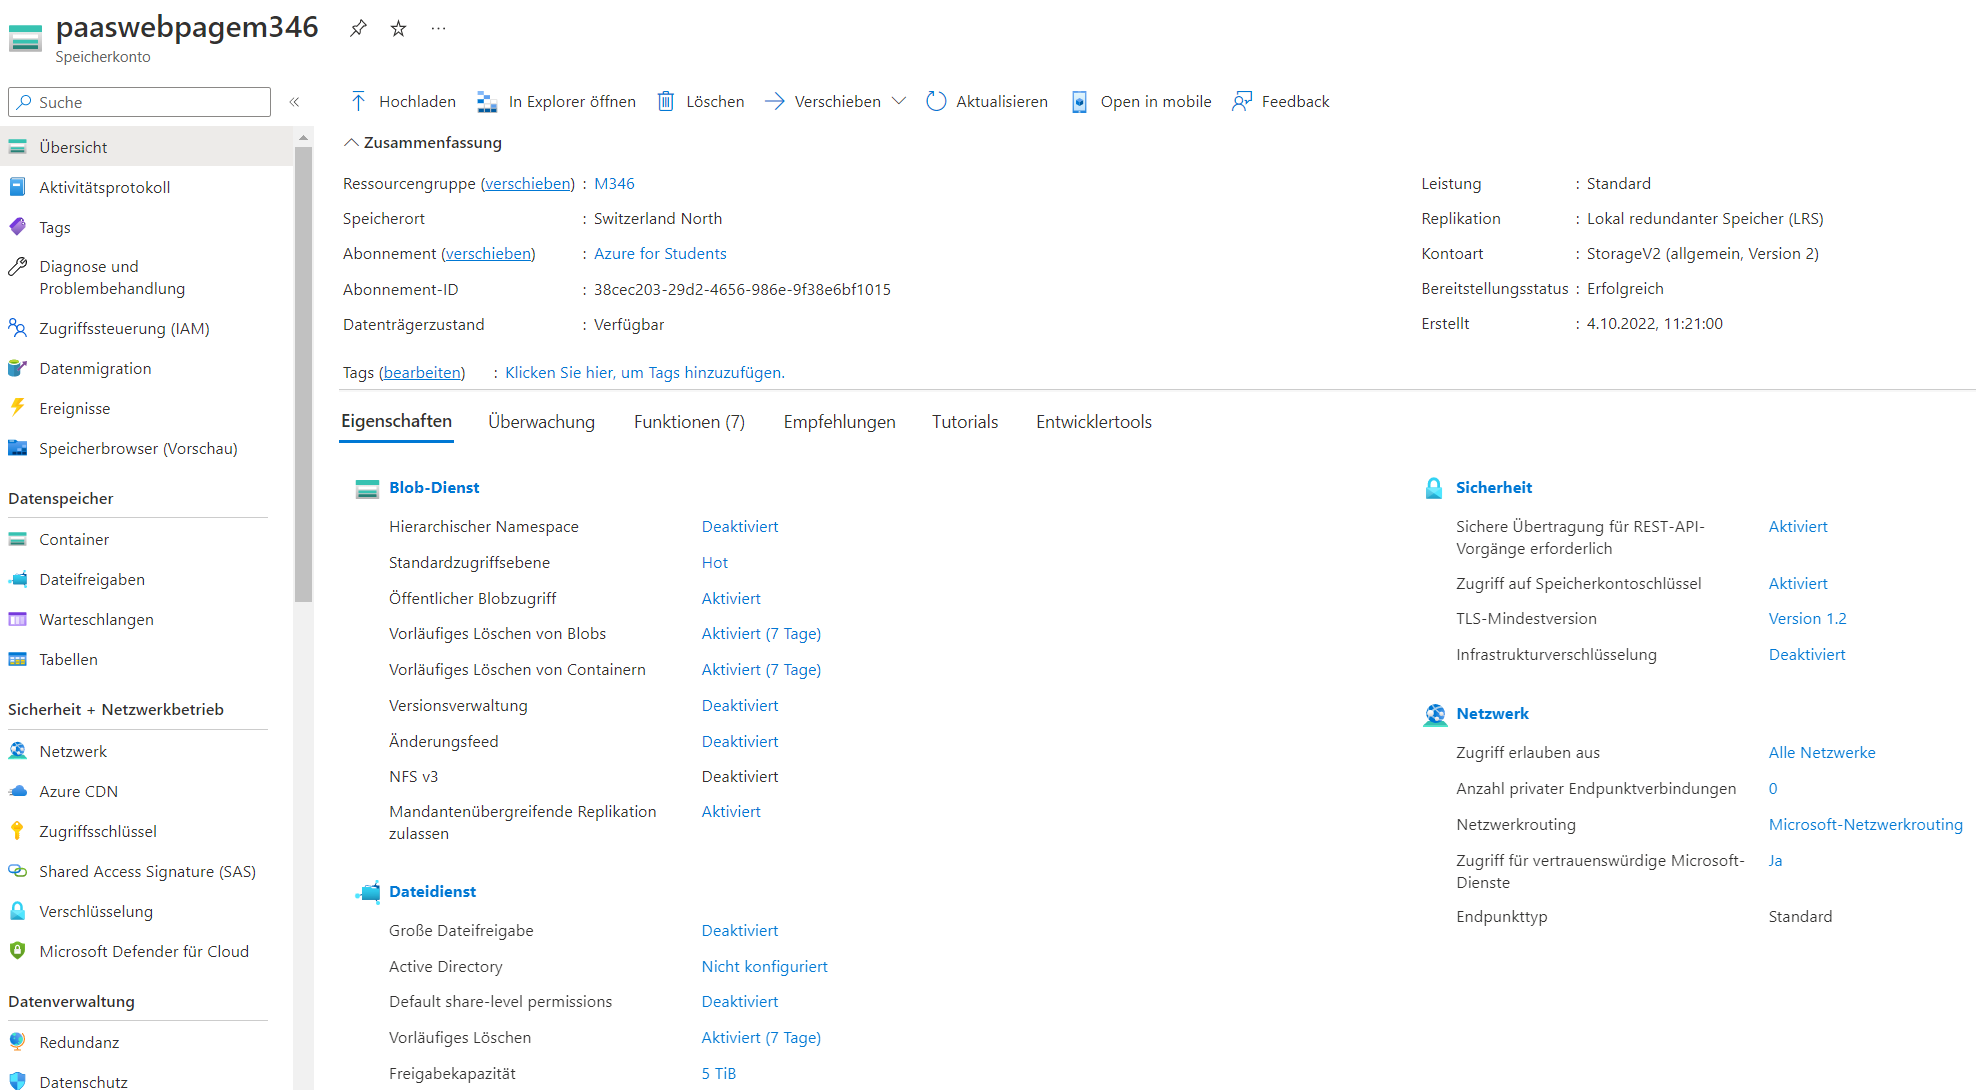 paaswebpagem346
Speicherkonto
Suche
Übersicht
Aktivitätsprotokoll
Tags
Diagnose und
Problembehandlung
Zugriffssteuerung (IAM)
Datenmigration
Ereignisse
Speicherbrowser (Vorschau)
Datenspeicher
Container
Dateifreigaben
Warteschlangen
Tabellen
Sicherheit + Netzwerkbetrieb
Netzwerk
Azure CDN
Zugriffsschlüssel
Shared Access Signature (SAS)
Verschlüsselung
Microsoft Defender für Cloud
Datenverwaltung
Redundanz
Datenschutz
Hochladen In Explorer öffnen Löschen Verschieben Aktualisieren Open in mobile Feedback
Zusammenfassung
Ressourcengruppe (verschieben) : M346
Speicherort : Switzerland North
Abonnement (verschieben) : Azure for Students
Abonnement-ID : 38cec203-29d2-4656-986e-9f38e6bf1015
Datenträgerzustand : Verfügbar
Leistung : Standard
Replikation : Lokal redundanter Speicher (LRS)
Kontoart : StorageV2 (allgemein, Version 2)
Bereitstellungsstatus : Erfolgreich
Erstellt : 4.10.2022, 11:21:00
Tags (bearbeiten) : Klicken Sie hier, um Tags hinzuzufügen.
Eigenschaften Überwachung Funktionen (7) Empfehlungen Tutorials Entwicklertools
Blob-Dienst
Hierarchischer Namespace Deaktiviert
Standardzugriffsebene Hot
Öffentlicher Blobzugriff Aktiviert
Vorläufiges Löschen von Blobs Aktiviert (7 Tage)
Vorläufiges Löschen von Containern Aktiviert (7 Tage)
Versionsverwaltung Deaktiviert
Änderungsfeed Deaktiviert
NFS v3 Deaktiviert
Mandantenübergreifende Replikation Aktiviert
zulassen
Dateidienst
Große Dateifreigabe Deaktiviert
Active Directory Nicht konfiguriert
Default share-level permissions Deaktiviert
Vorläufiges Löschen Aktiviert (7 Tage)
Freigabekapazität 5 TiB
Sicherheit
Sichere Übertragung für REST-API- Aktiviert
Vorgänge erforderlich
Zugriff auf Speicherkontoschlüssel Aktiviert
TLS-Mindestversion Version 1.2
Infrastrukturverschlüsselung Deaktiviert
Netzwerk
Zugriff erlauben aus Alle Netzwerke
Anzahl privater Endpunktverbindungen 0
Netzwerkrouting Microsoft-Netzwerkrouting
Zugriff für vertrauenswürdige Microsoft- Ja
Dienste
Endpunkttyp Standard